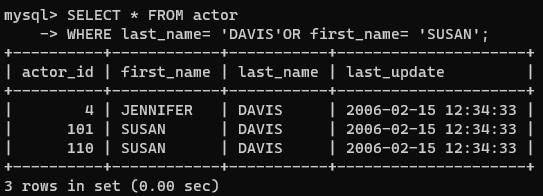 mysql> SELECT * FROM actor
    -> WHERE last_name= 'DAVIS'OR first_name= 'SUSAN';
+----------+------------+-----------+---------------------+
| actor_id | first_name | last_name | last_update         |
+----------+------------+-----------+---------------------+
|        4 | JENNIFER   | DAVIS     | 2006-02-15 12:34:33 |
|      101 | SUSAN      | DAVIS     | 2006-02-15 12:34:33 |
|      110 | SUSAN      | DAVIS     | 2006-02-15 12:34:33 |
+----------+------------+-----------+---------------------+
3 rows in set (0.00 sec)